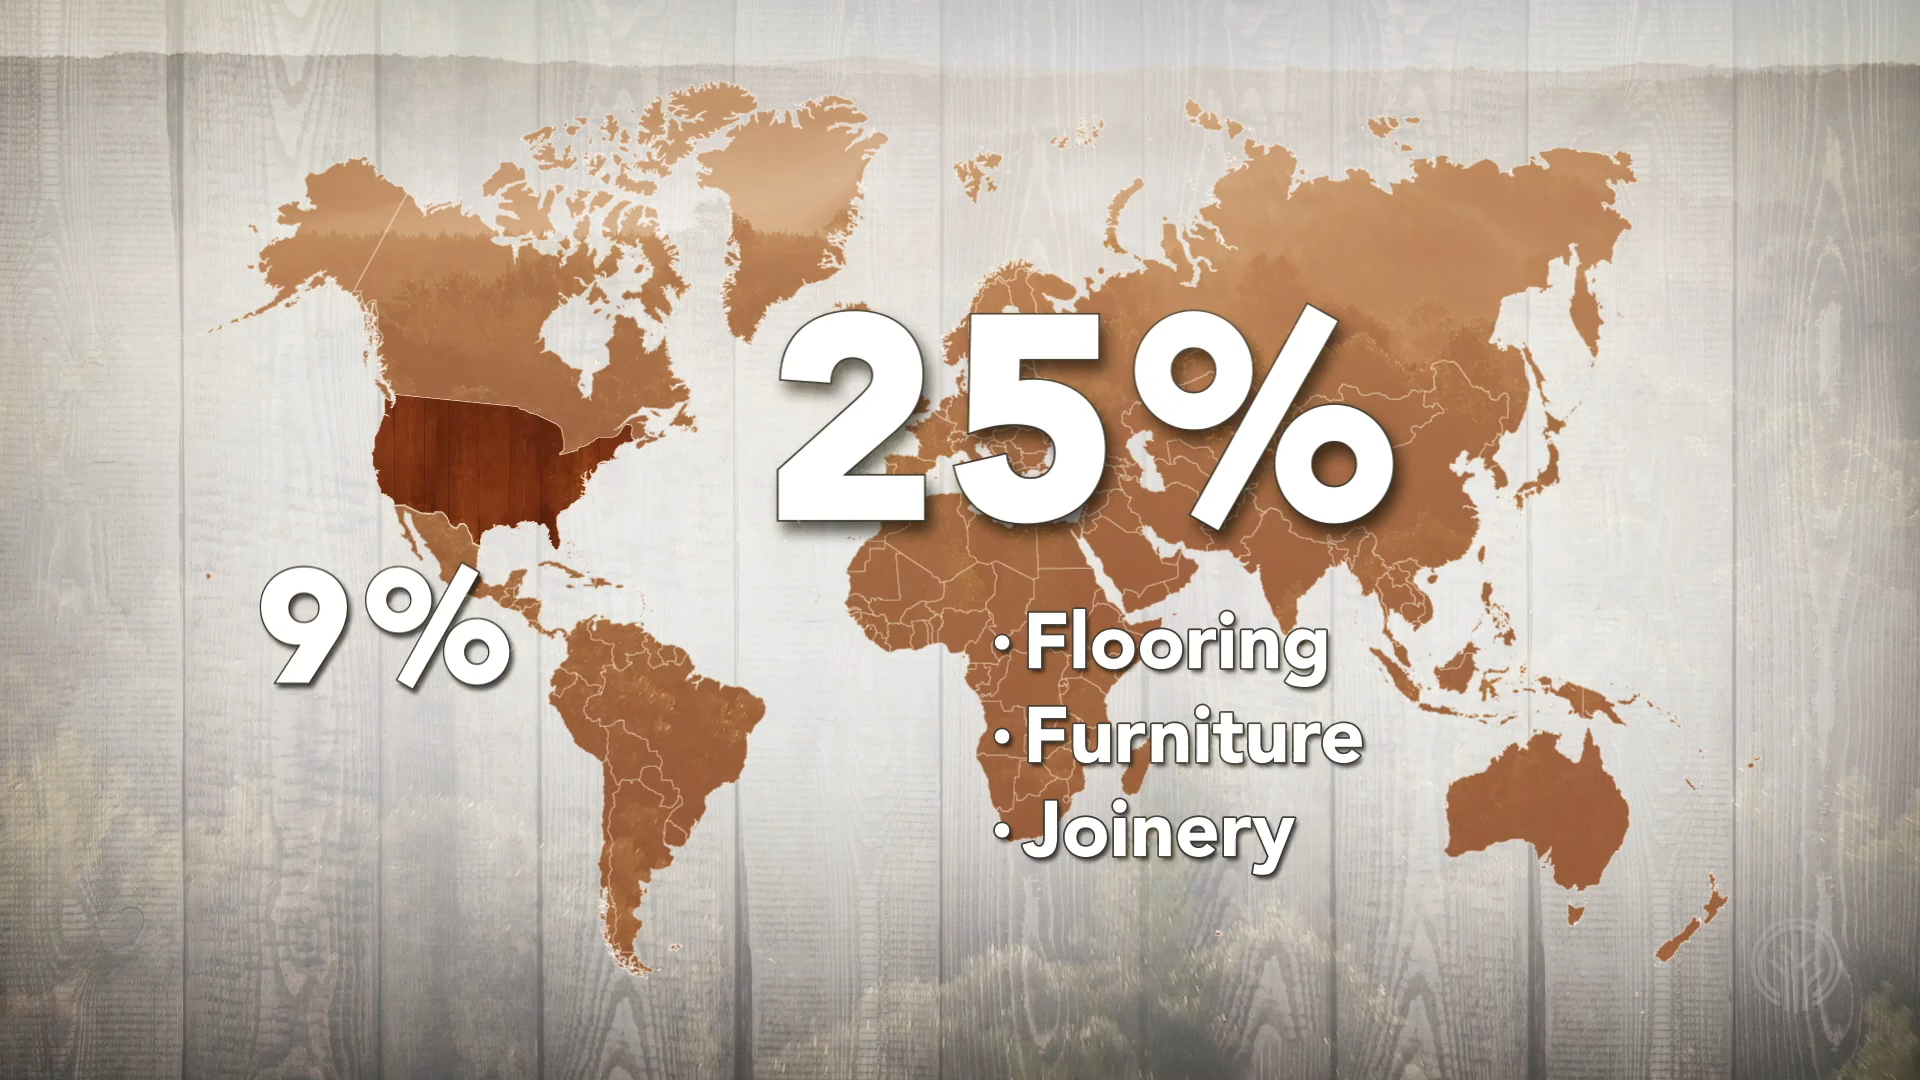 25%
9%
• Flooring
• Furniture
• Joinery